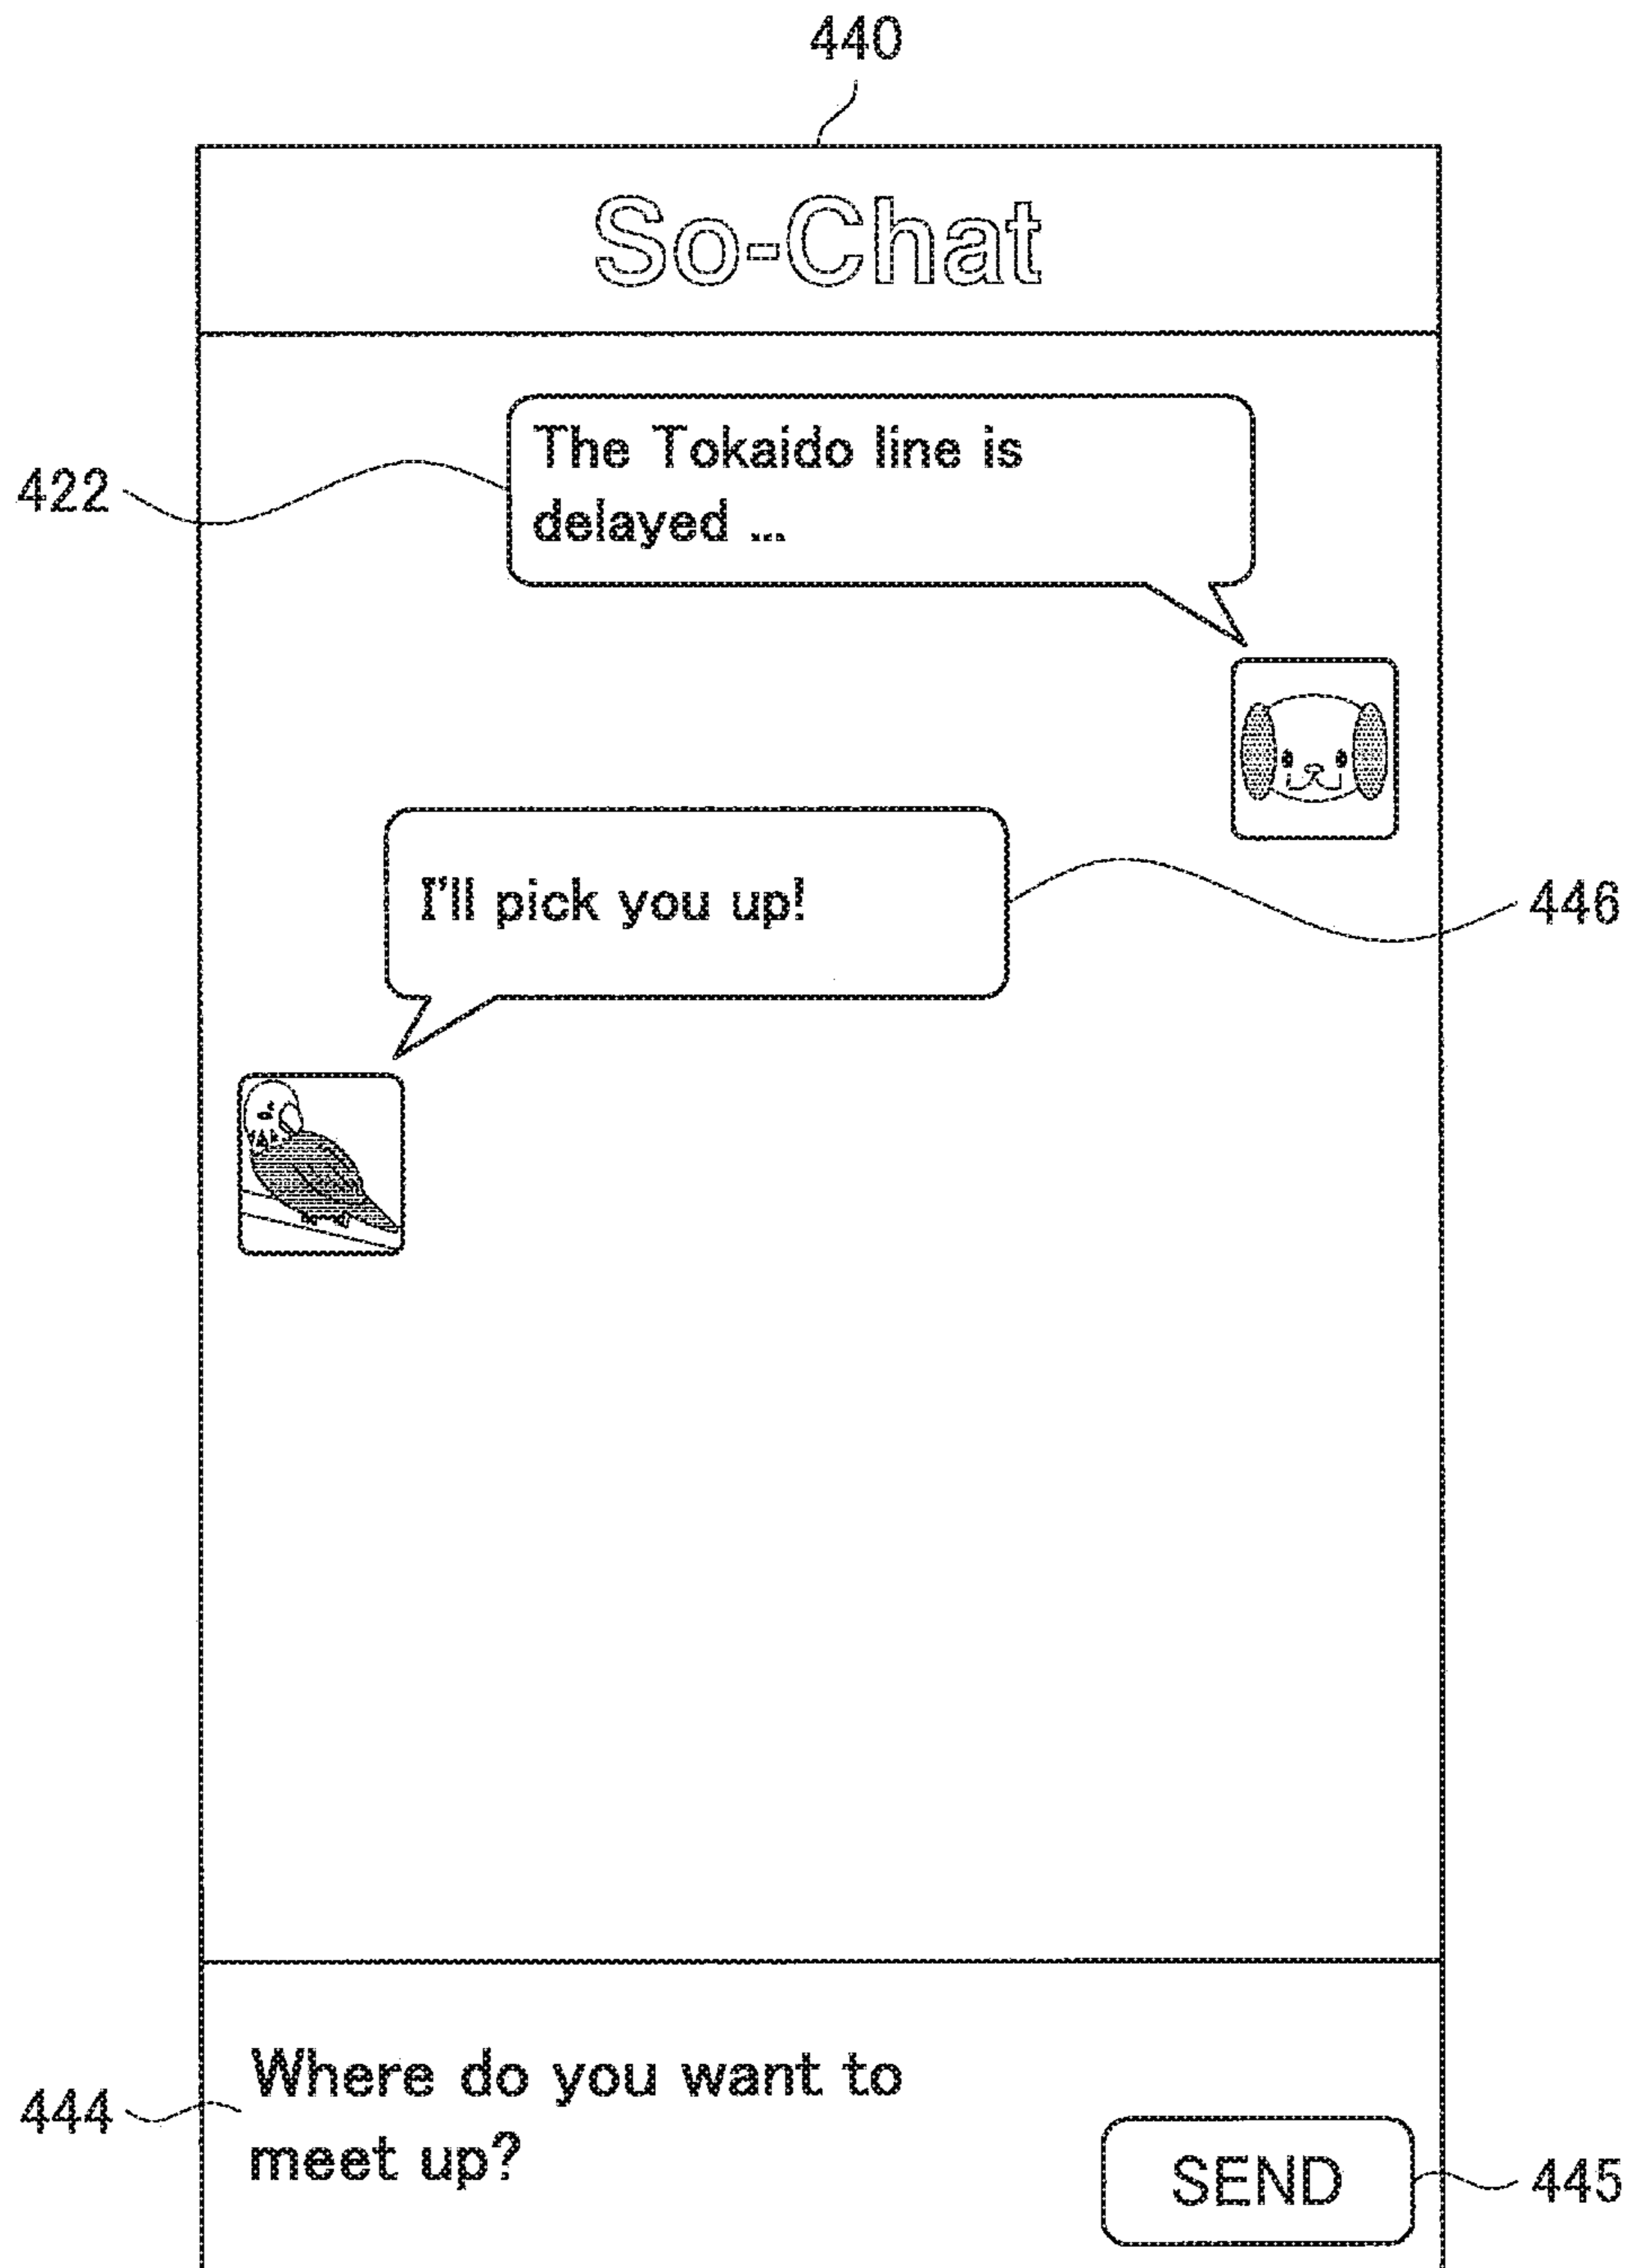 440
So-Chat
The Tokaido line is
delayed ...
422
I'll pick you up!
446
Where do you want to
meet up?
444
SEND
445